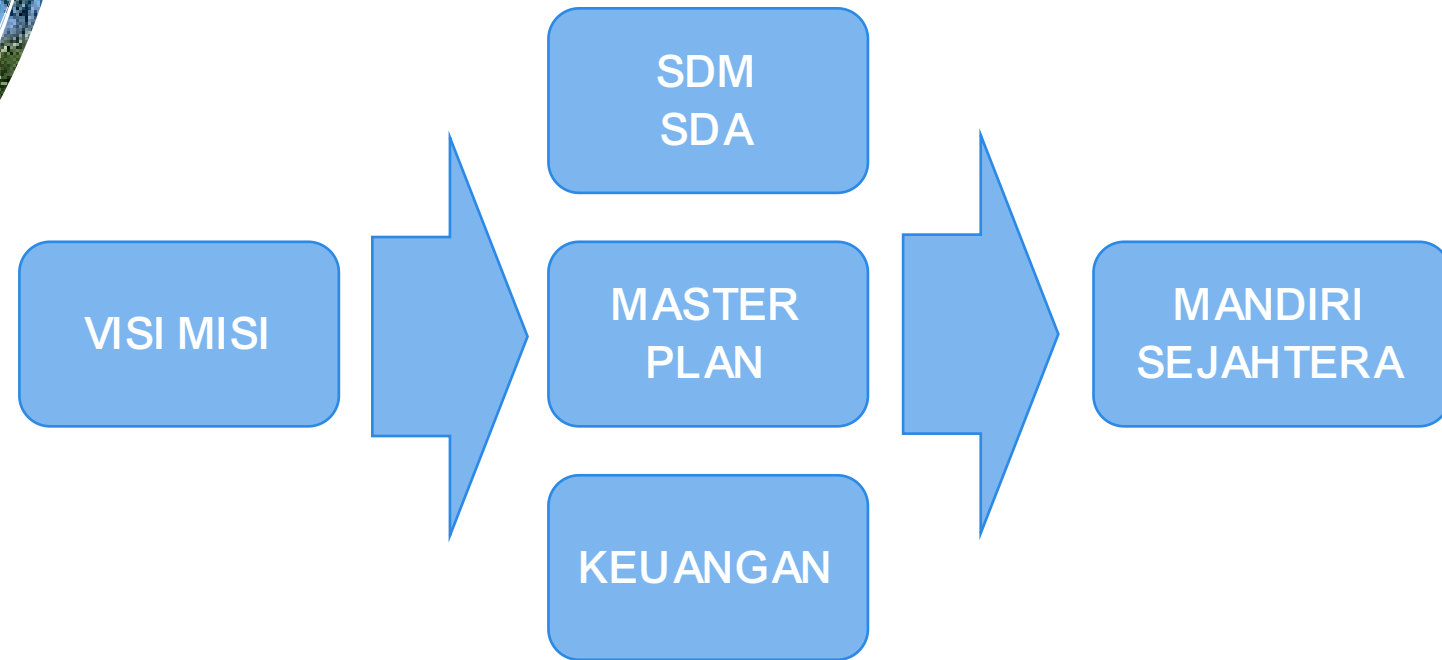 VISI MISI
SDM
SDA
MASTER
PLAN
KEUANGAN
MANDIRI
SEJAHTERA